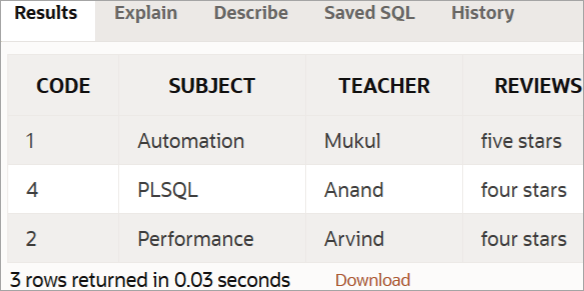 Results Explain Describe Saved SQL History
CODE SUBJECT TEACHER REVIEWS
1 Automation Mukul five stars
4 PLSQL Anand four stars
2 Performance Arvind four stars
3 rows returned in 0.03 seconds Download